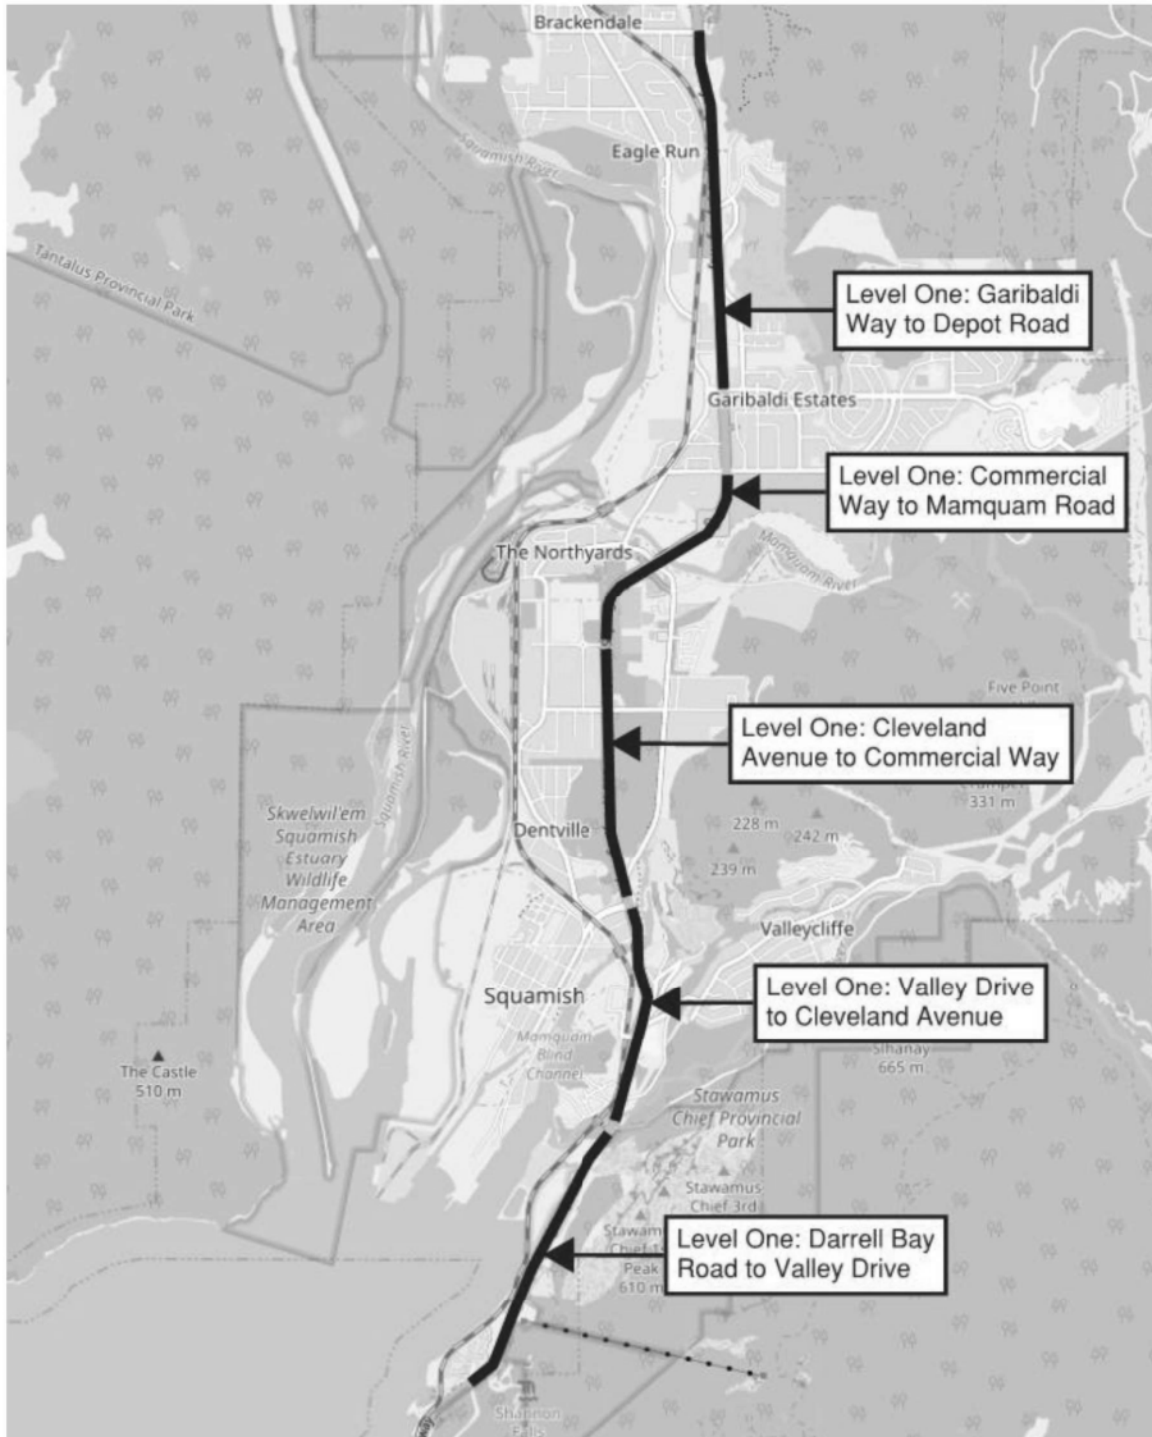 Brackendale
Eagle Run
Squamish River
Tantalus Provincial Park
Level One: Garibaldi
Way to Depot Road
Garibaldi Estates
Level One: Commercial
Way to Mamquam Road
The Northyards
Mamquam River
Five Point
Level One: Cleveland
Avenue to Commercial Way
Squamish River
331 m
228 m
242 m
239 m
Dentville
Skwelwil'em
Squamish
Estuary
Wildlife
Management
Area
Valleycliffe
Level One: Valley Drive
to Cleveland Avenue
Squamish
Mamquam
Blind
Channel
Slhanay
665 m
The Castle
510 m
Stawamus
Chief Provincial
Park
Stawamus
Chief 3rd
Peak
610 m
Level One: Darrell Bay
Road to Valley Drive
Shannon
Falls